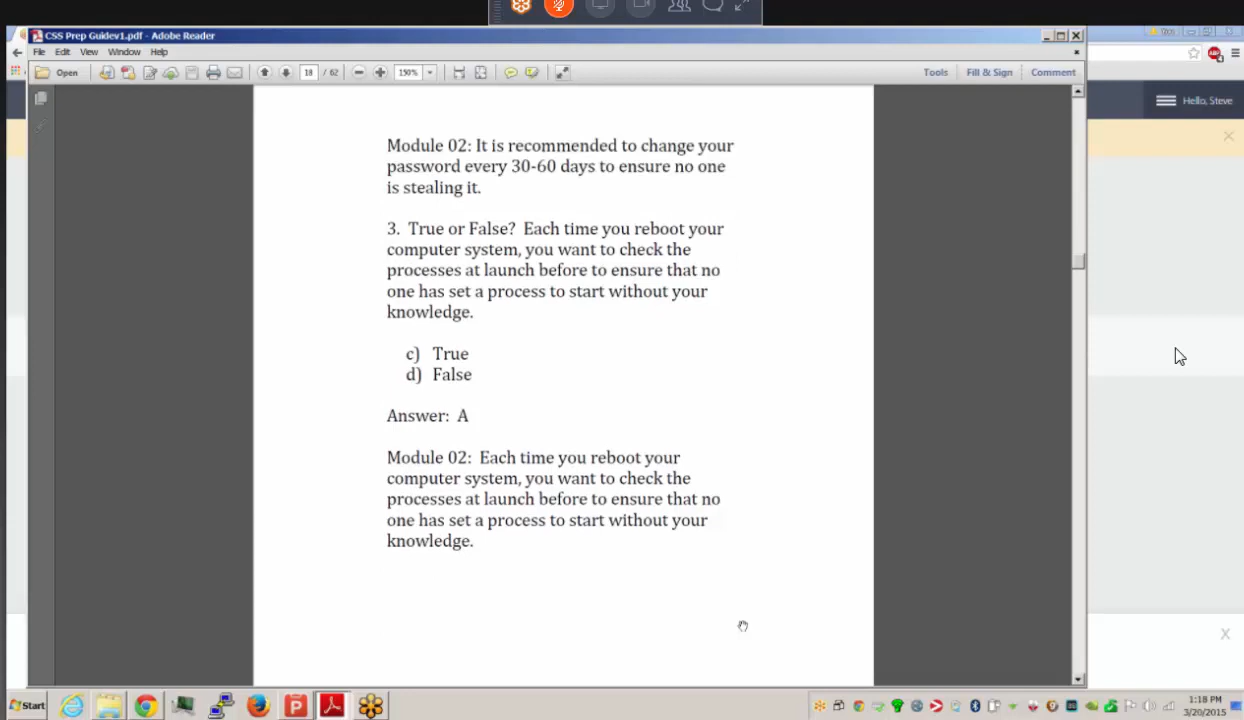 CSS Prep Guidev1.pdf - Adobe Reader
File Edit View Window Help
Open 18 / 62 150% Tools Fill & Sign Comment
Hello, Steve
Module 02: It is recommended to change your
password every 30-60 days to ensure no one
is stealing it.
3. True or False? Each time you reboot your
computer system, you want to check the
processes at launch before to ensure that no
one has set a process to start without your
knowledge.
c) True
d) False
Answer: A
Module 02: Each time you reboot your
computer system, you want to check the
processes at launch before to ensure that no
one has set a process to start without your
knowledge.
Start
1:18 PM
3/20/2015